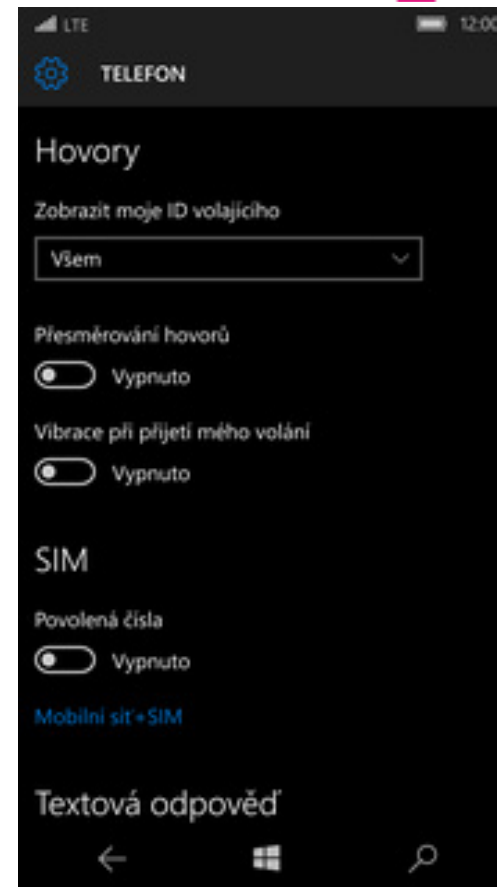 LTE 12:00
TELEFON
Hovory
Zobrazit moje ID volajícího
Všem
Přesměrování hovorů
Vypnuto
Vibrace při přijetí mého volání
Vypnuto
SIM
Povolená čísla
Vypnuto
Mobilní síť+SIM
Textová odpověď